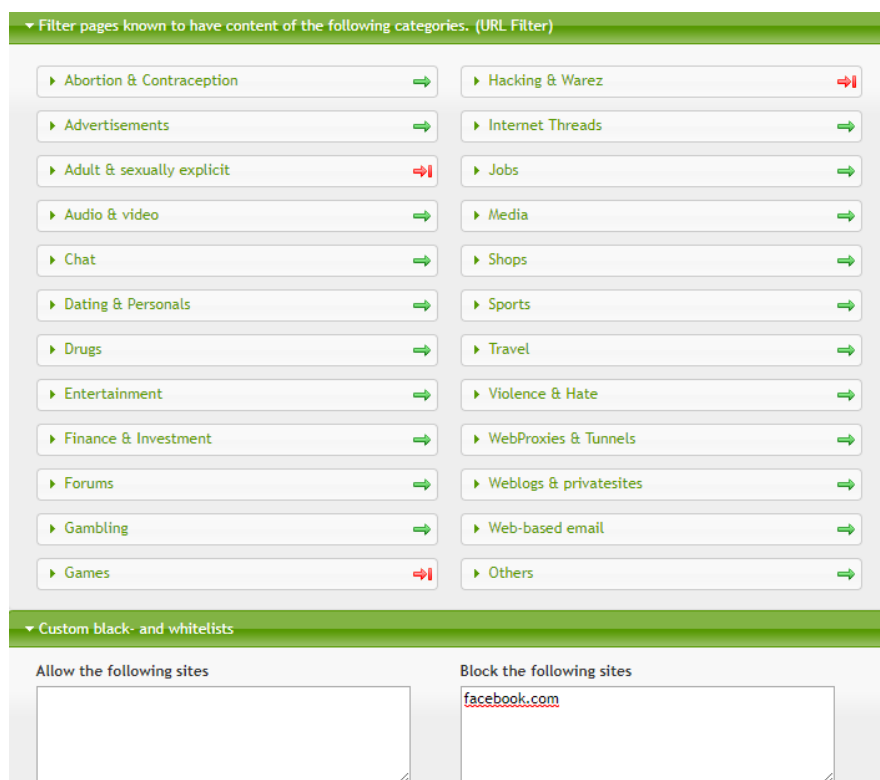 Filter pages known to have content of the following categories. (URL Filter)
Abortion & Contraception
Hacking & Warez
Advertisements
Internet Threads
Adult & sexually explicit
Jobs
Audio & video
Media
Chat
Shops
Dating & Personals
Sports
Drugs
Travel
Entertainment
Violence & Hate
Finance & Investment
WebProxies & Tunnels
Forums
Weblogs & privatesites
Gambling
Web-based email
Games
Others
Custom black- and whitelists
Allow the following sites
Block the following sites
facebook.com